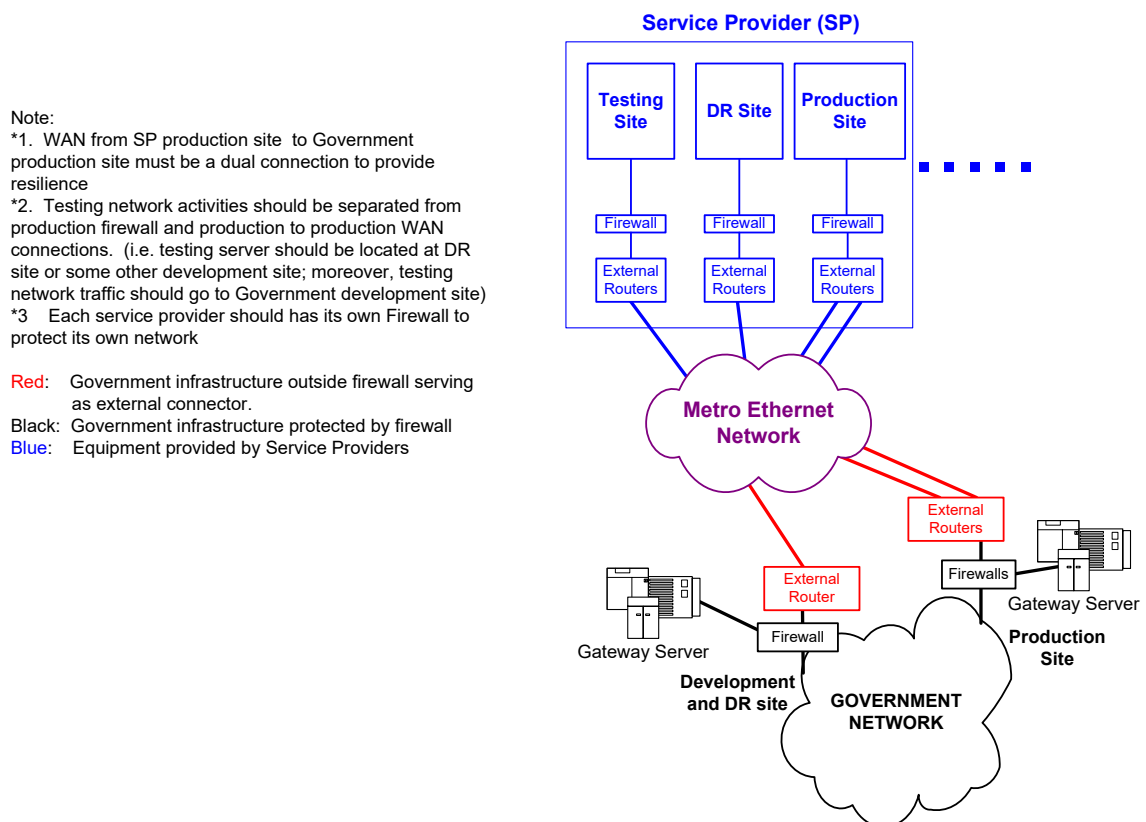 Service Provider (SP)
Testing
Site
DR Site
Production
Site
Firewall
Firewall
Firewall
External
Routers
External
Routers
External
Routers
Note:
*1.  WAN from SP production site  to Government
production site must be a dual connection to provide
resilience
*2.  Testing network activities should be separated from
production firewall and production to production WAN
connections.  (i.e. testing server should be located at DR
site or some other development site; moreover, testing
network traffic should go to Government development site)
*3    Each service provider should has its own Firewall to
protect its own network
Red:    Government infrastructure outside firewall serving
as external connector.
Black:  Government infrastructure protected by firewall
Blue:    Equipment provided by Service Providers
Metro Ethernet
Network
External
Routers
Firewalls
Gateway Server
Production
Site
External
Router
Firewall
Gateway Server
Development
and DR site
GOVERNMENT
NETWORK